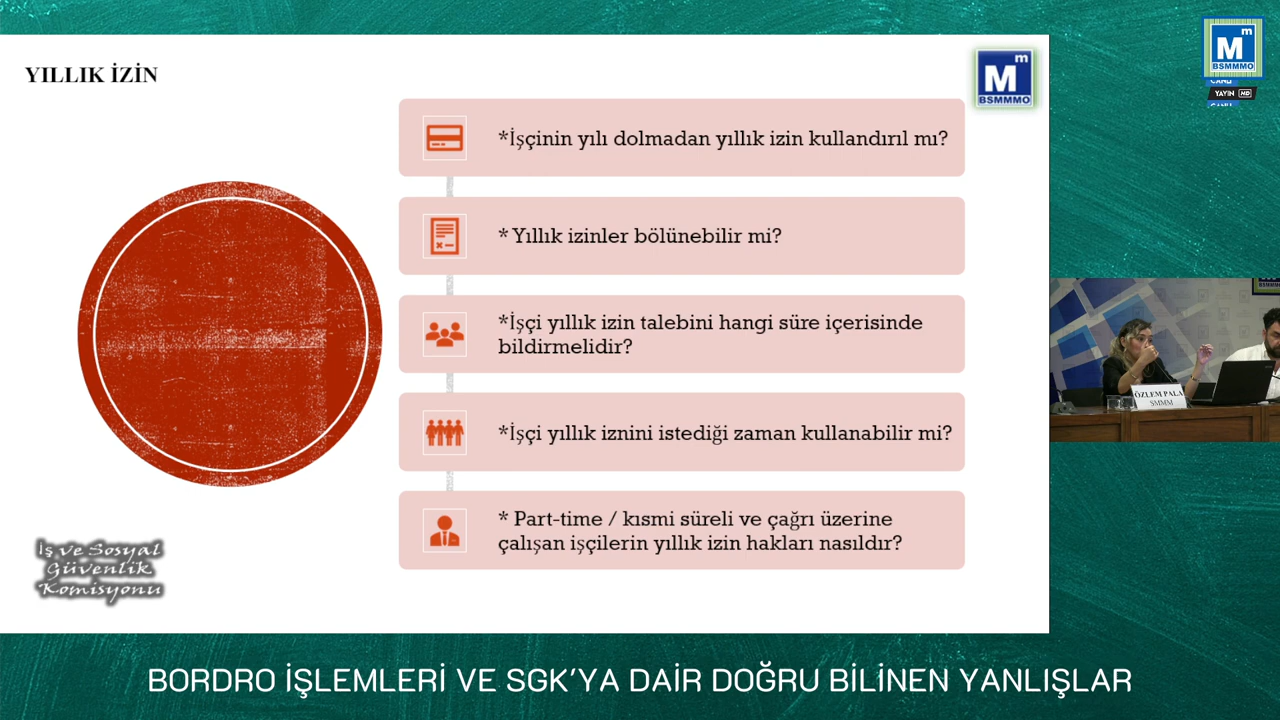 YILLIK İZİN
M
m
BSMMMO
*İşçinin yılı dolmadan yıllık izin kullandırıl mı?
* Yıllık izinler bölünebilir mi?
*İşçi yıllık izin talebini hangi süre içerisinde
bildirmelidir?
*İşçi yıllık iznini istediği zaman kullanabilir mi?
* Part-time / kısmi süreli ve çağrı üzerine
çalışan işçilerin yıllık izin hakları nasıldır?
İş ve Sosyal
Güvenlik
Komisyonu
M
m
BSMMMO
CANLI
YAYIN HD
CANLI
ÖZLEM PALA
SMMM
BORDRO İŞLEMLERİ VE SGK'YA DAİR DOĞRU BİLİNEN YANLIŞLAR